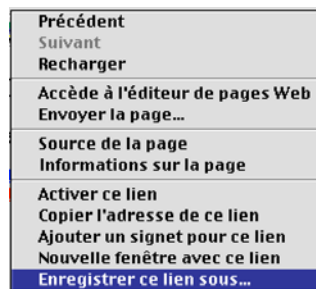 Précédent
Suivant
Recharger
Accède à l'éditeur de pages Web
Envoyer la page...
Source de la page
Informations sur la page
Activer ce lien
Copier l'adresse de ce lien
Ajouter un signet pour ce lien
Nouvelle fenêtre avec ce lien
Enregistrer ce lien sous...